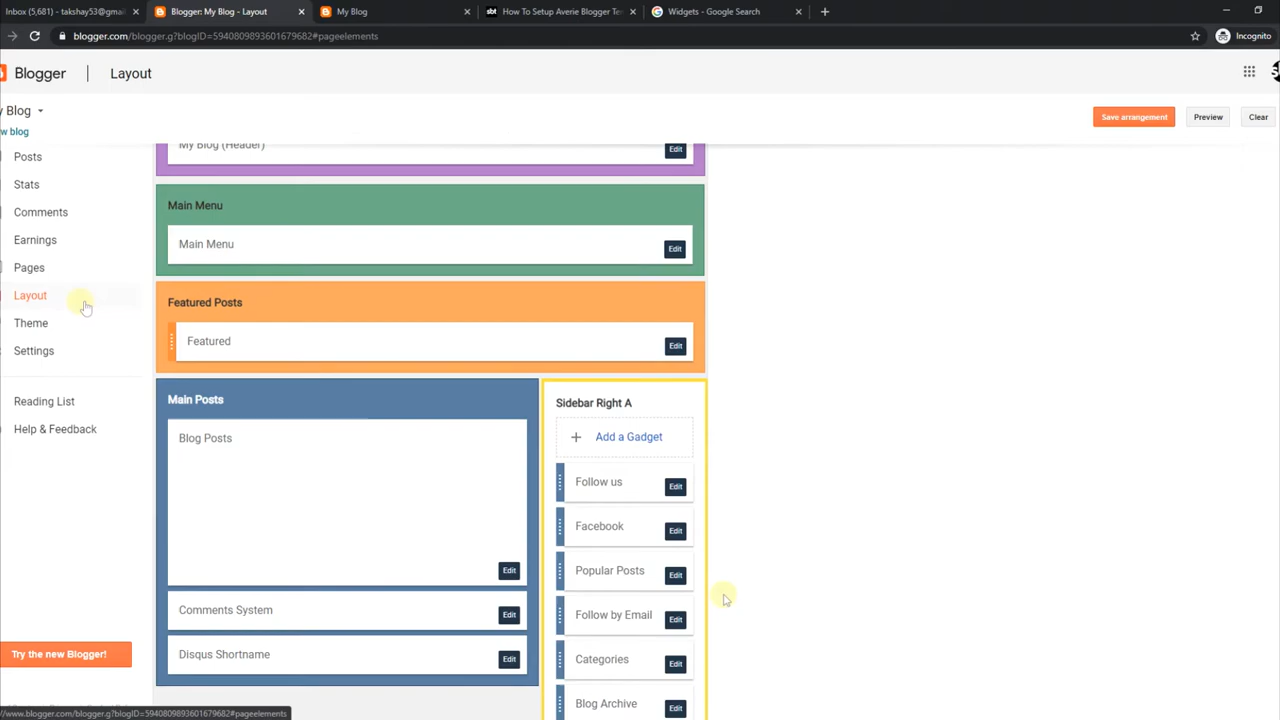 Inbox (5,681) - takshay53@gmail
Blogger: My Blog - Layout
My Blog
How To Setup Averie Blogger Te
Widgets - Google Search
blogger.com/blogger.g?blogID=5940809893601679682#pageelements
Incognito
Blogger
Layout
y Blog
w blog
Save arrangement
Preview
Clear
Posts
Stats
Comments
Earnings
Pages
Layout
Theme
Settings
Reading List
Help & Feedback
Try the new Blogger!
My Blog (Header)
Edit
Main Menu
Main Menu
Edit
Featured Posts
Featured
Edit
Main Posts
Blog Posts
Edit
Comments System
Edit
Disqus Shortname
Edit
Sidebar Right A
+ Add a Gadget
Follow us
Edit
Facebook
Edit
Popular Posts
Edit
Follow by Email
Edit
Categories
Edit
Blog Archive
Edit
//www.blogger.com/blogger.g?blogID=5940809893601679682#pageelements